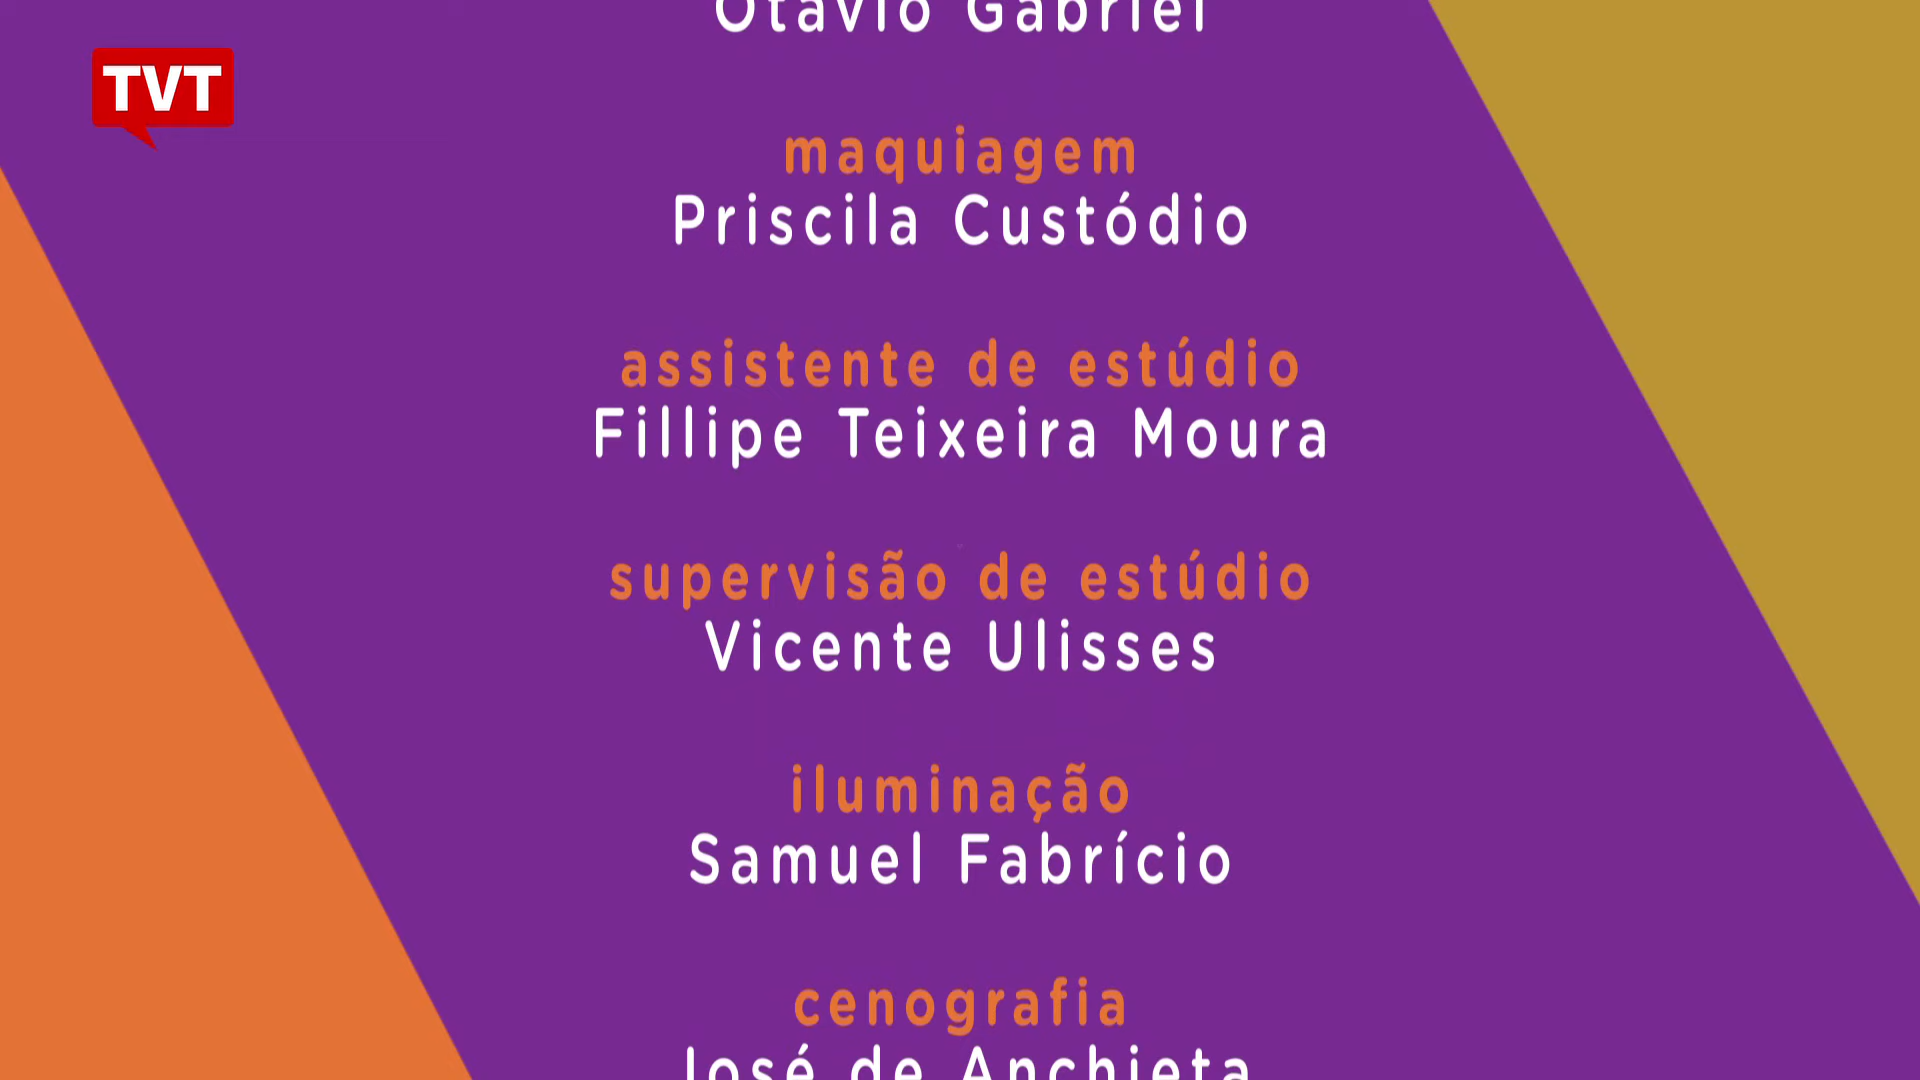 Otávio Gabriel
TVT
maquiagem
Priscila Custódio
assistente de estúdio
Fillipe Teixeira Moura
supervisão de estúdio
Vicente Ulisses
iluminação
Samuel Fabrício
cenografia
José de Anchieta